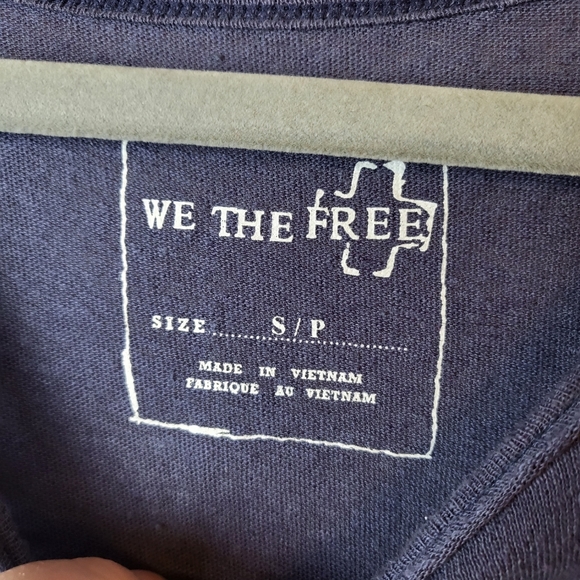 WE THE FREE
SIZE........S / P............
MADE IN VIETNAM
FABRIQUE AU VIETNAM